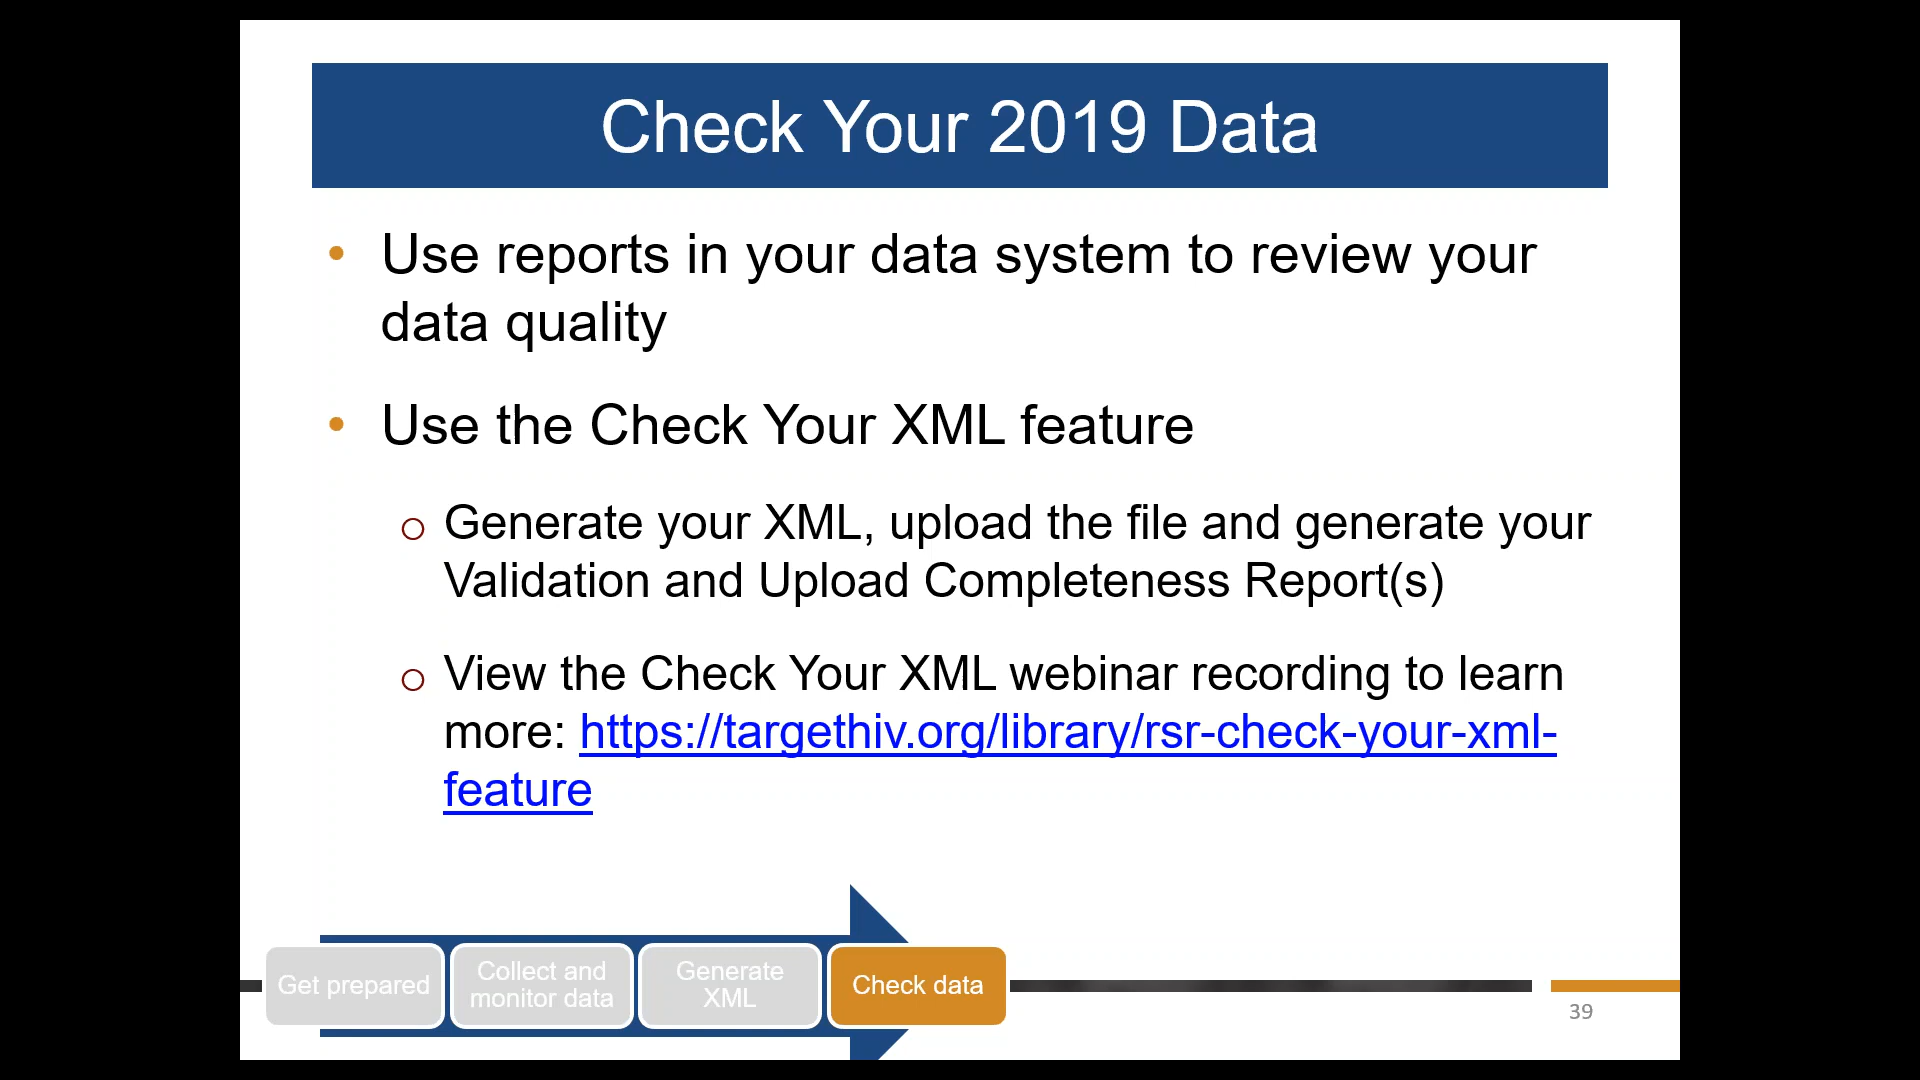 Check Your 2019 Data
• Use reports in your data system to review your
data quality
• Use the Check Your XML feature
o Generate your XML, upload the file and generate your
Validation and Upload Completeness Report(s)
o View the Check Your XML webinar recording to learn
more: https://targethiv.org/library/rsr-check-your-xml-
feature
Get prepared
Collect and
monitor data
Generate
XML
Check data
39